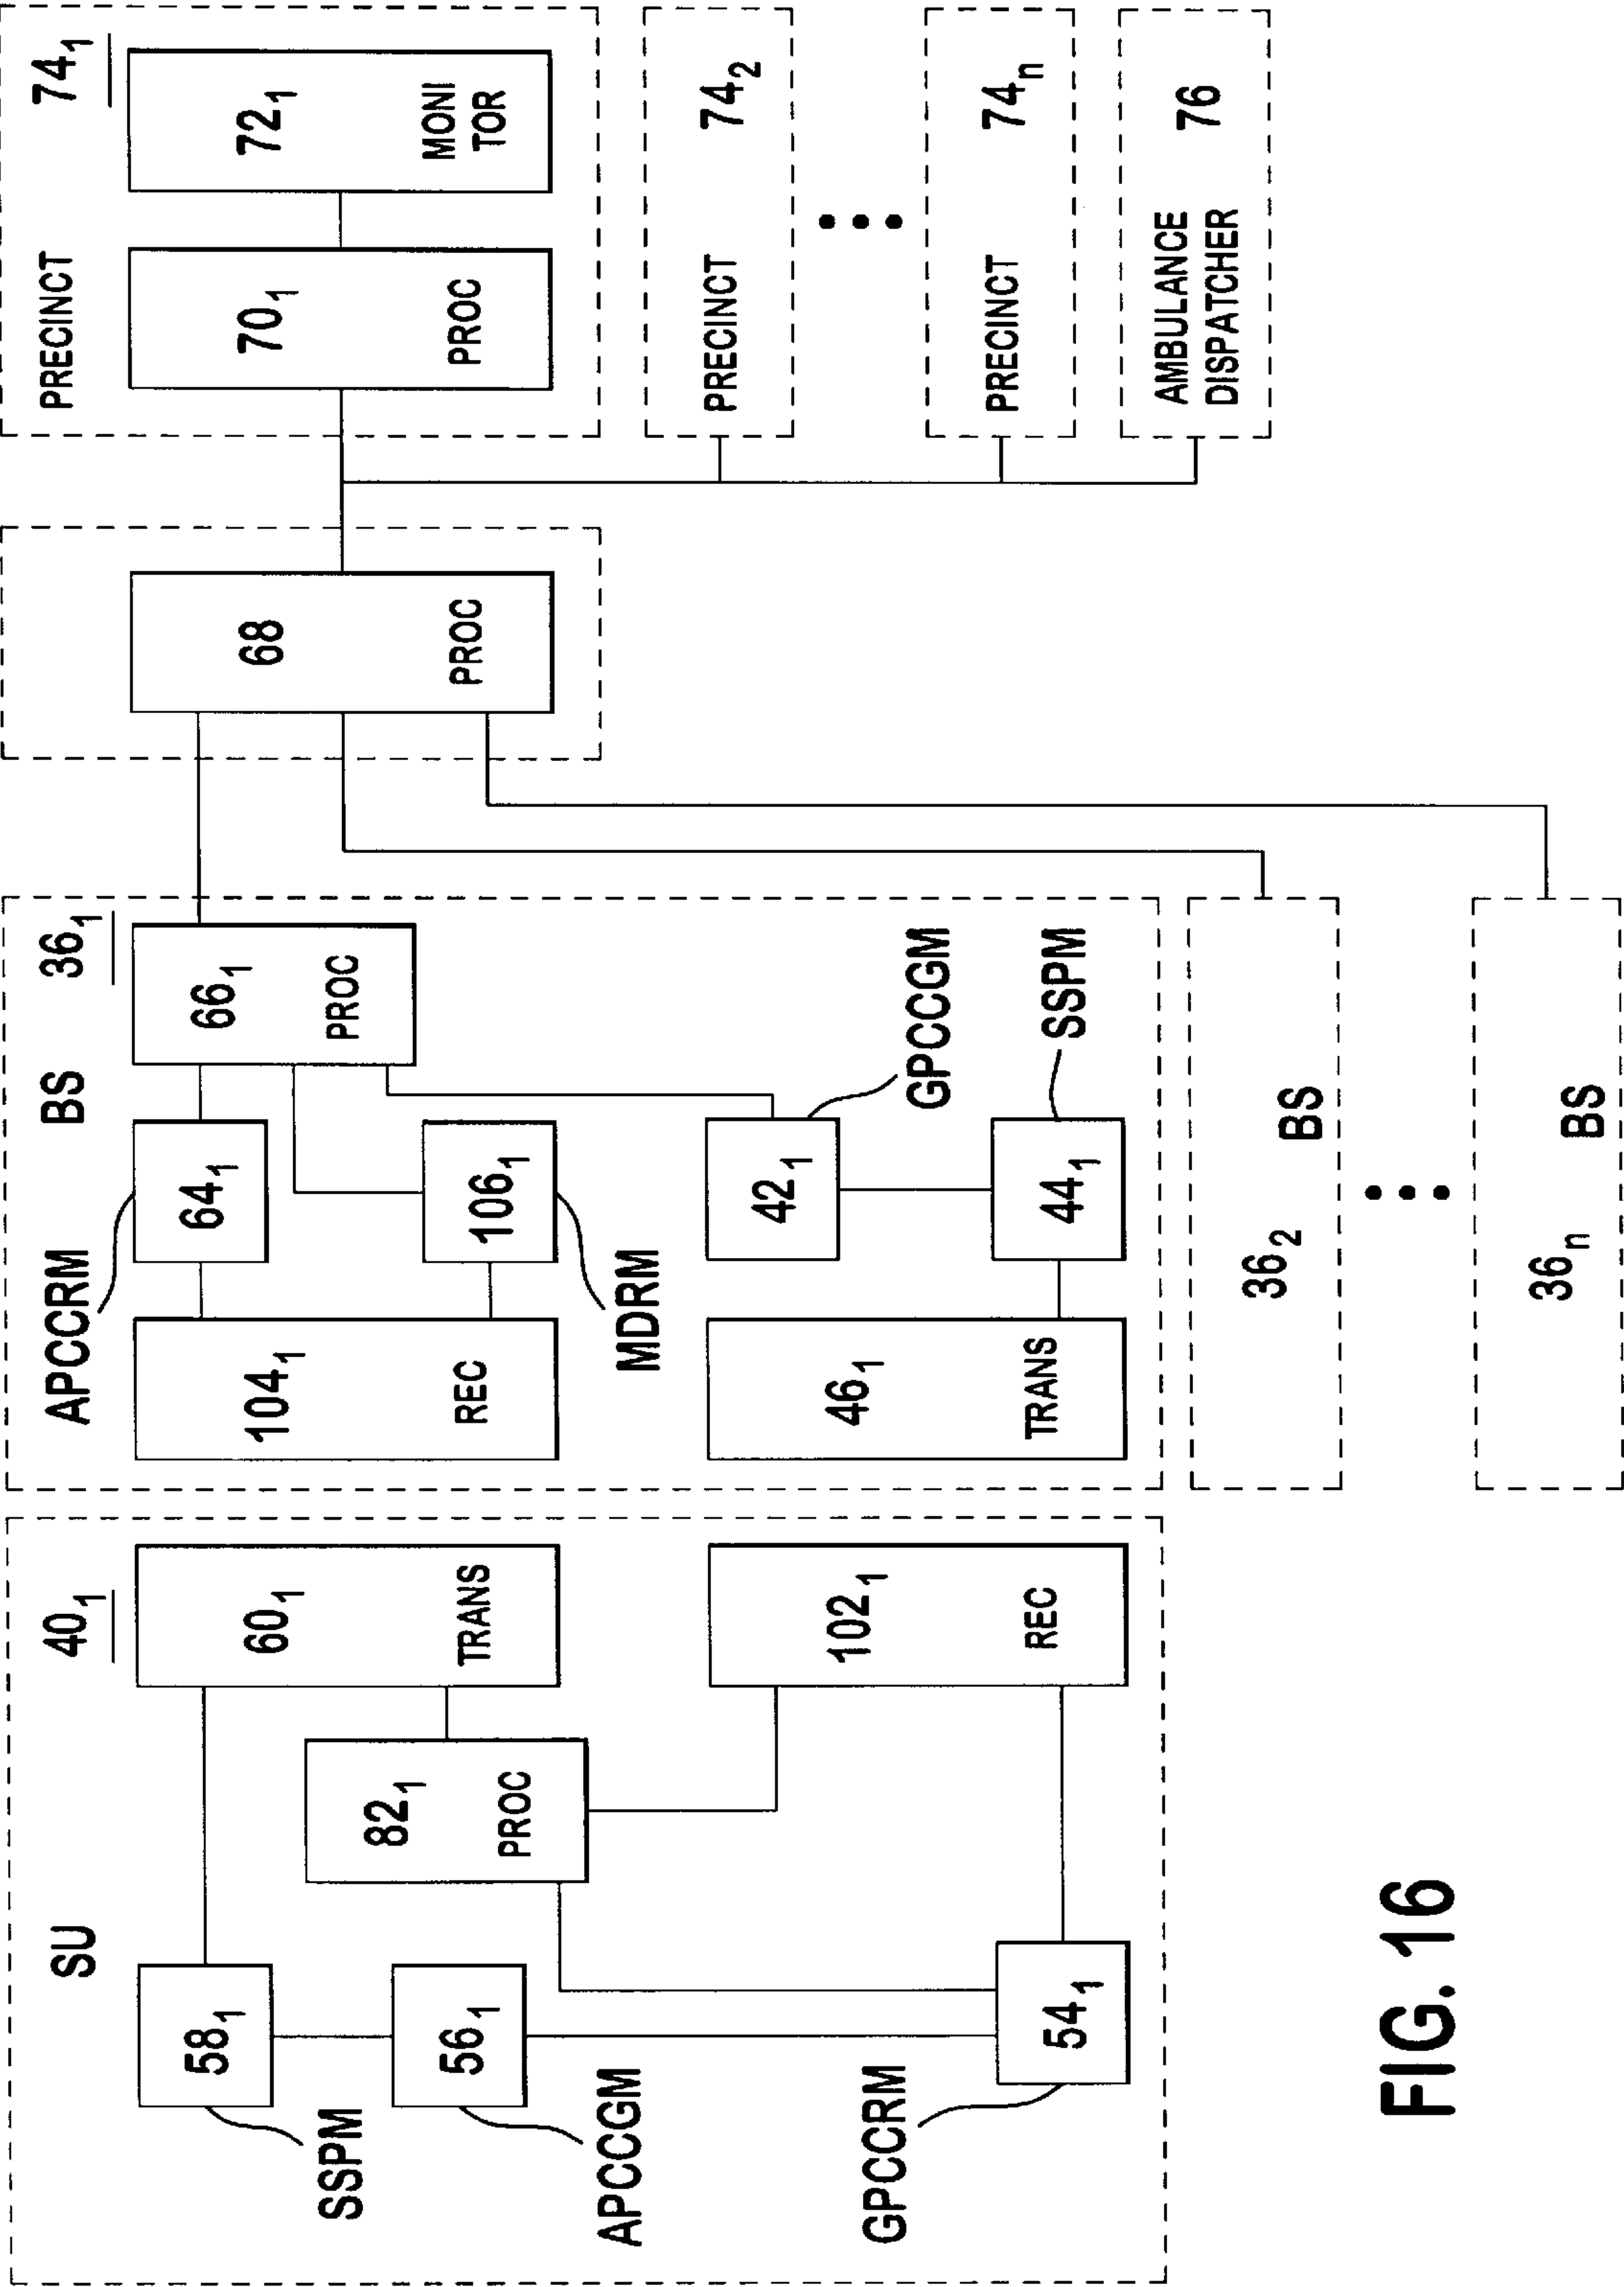 SU
40₁
SSPM
58₁
60₁
TRANS
APCCGM
56₁
82₁
PROC
GPCCRM
54₁
102₁
REC
BS
36₁
APCCRM
64₁
66₁
PROC
104₁
REC
106₁
MDRM
GPCCGM
42₁
46₁
TRANS
44₁
SSPM
36₂
BS
36ₙ
BS
68
PROC
PRECINCT
74₁
70₁
PROC
72₁
MONI
TOR
PRECINCT
74₂
PRECINCT
74ₙ
AMBULANCE
DISPATCHER
76
FIG. 16